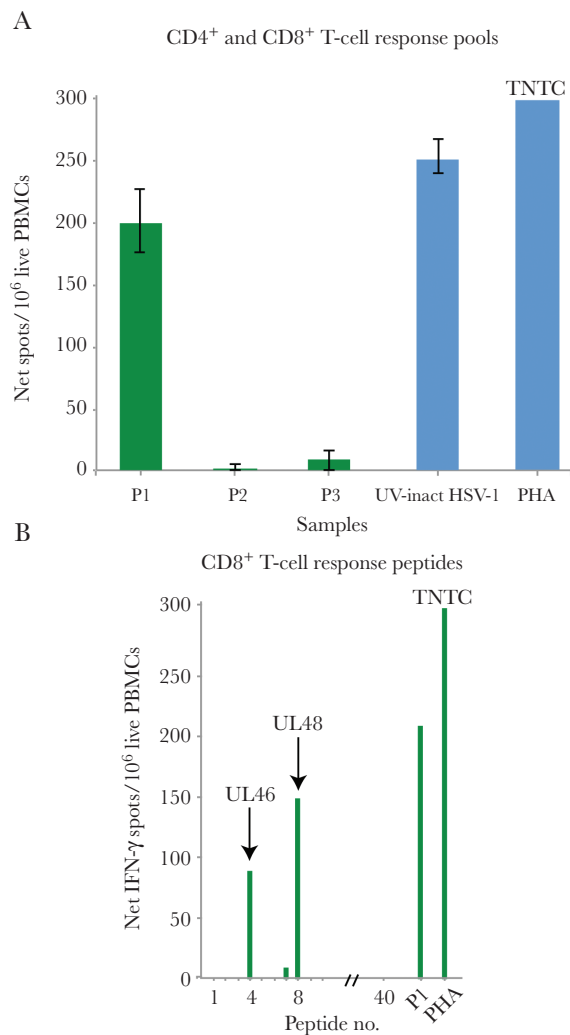 A
CD4⁺ and CD8⁺ T-cell response pools
TNTC
Net spots/10⁶ live PBMCs
300
250
200
150
100
50
0
P1 P2 P3 UV-inact HSV-1 PHA
Samples
B
CD8⁺ T-cell response peptides
TNTC
Net IFN-γ spots/10⁶ live PBMCs
300
250
200
150
100
50
0
UL48
UL46
1 4 8 // 40 P1 PHA
Peptide no.